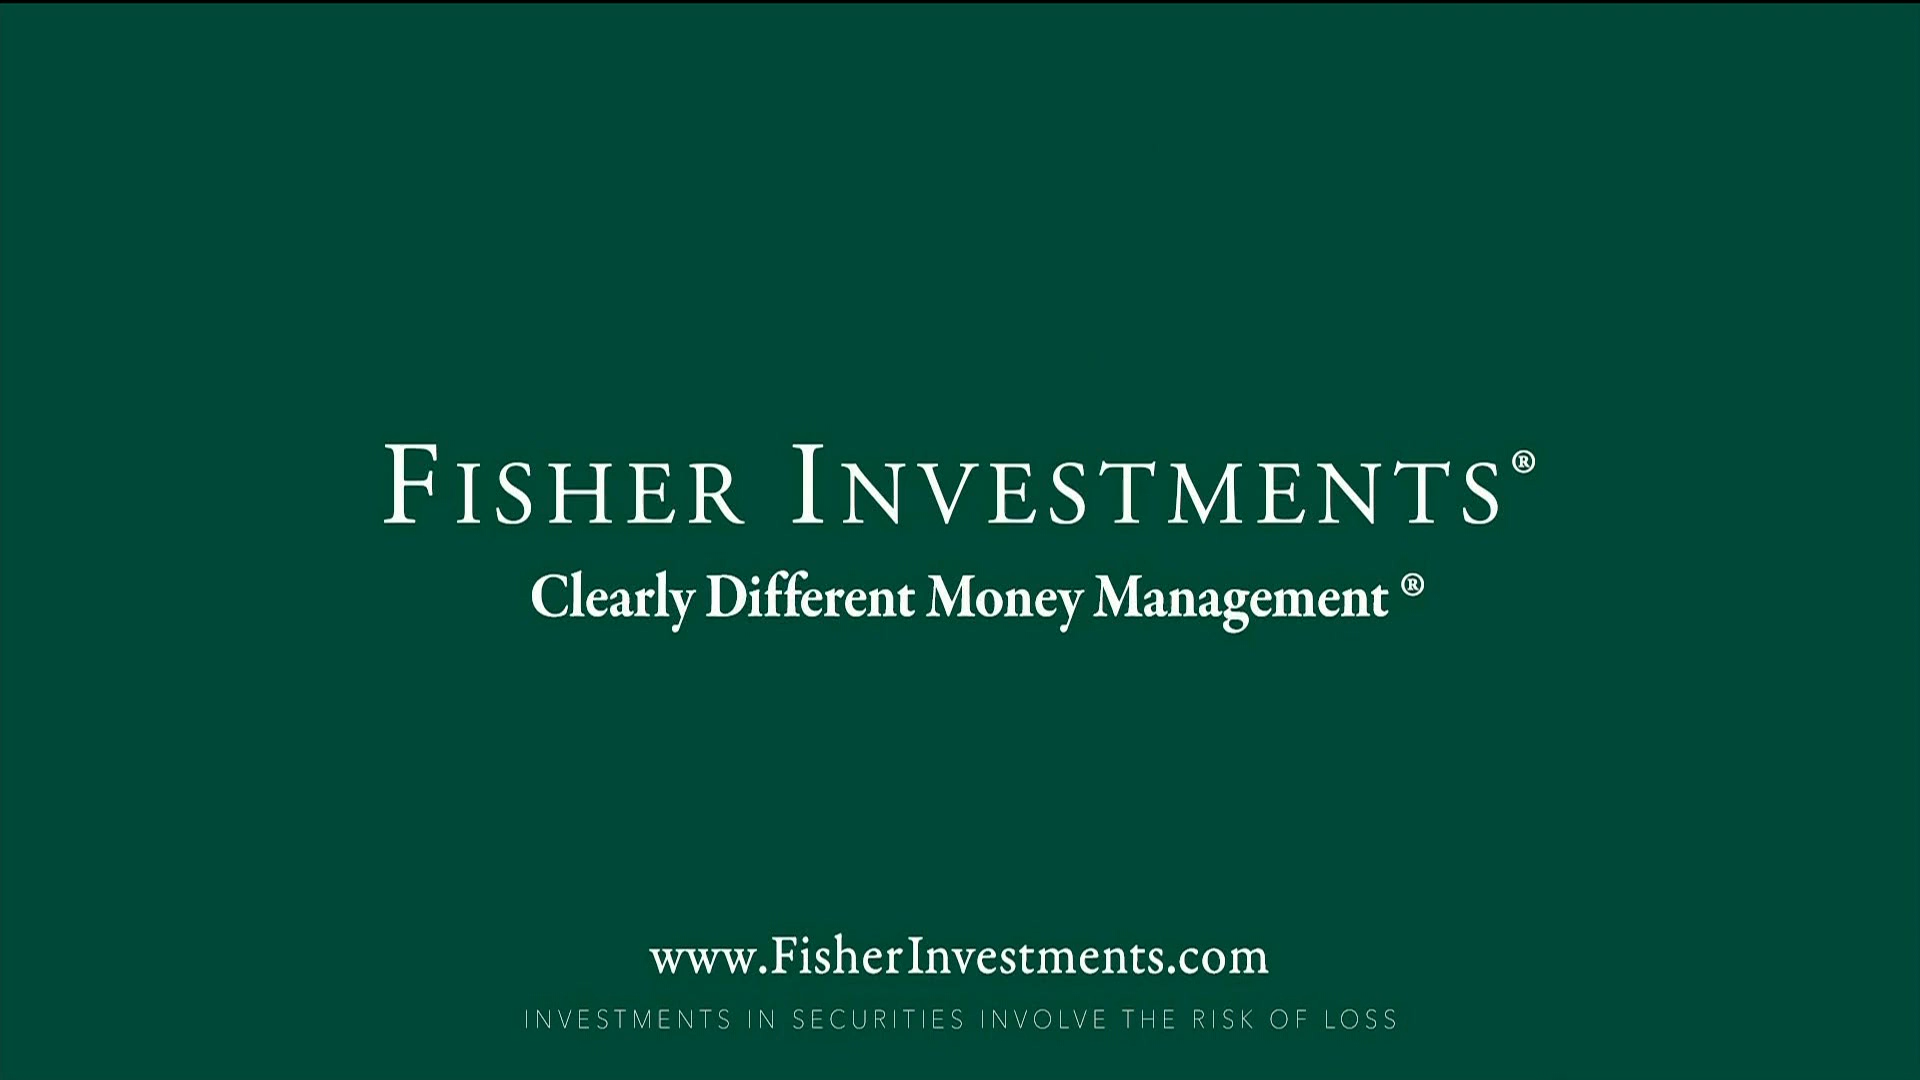 FISHER INVESTMENTS®
Clearly Different Money Management ®
www.FisherInvestments.com
INVESTMENTS IN SECURITIES INVOLVE THE RISK OF LOSS